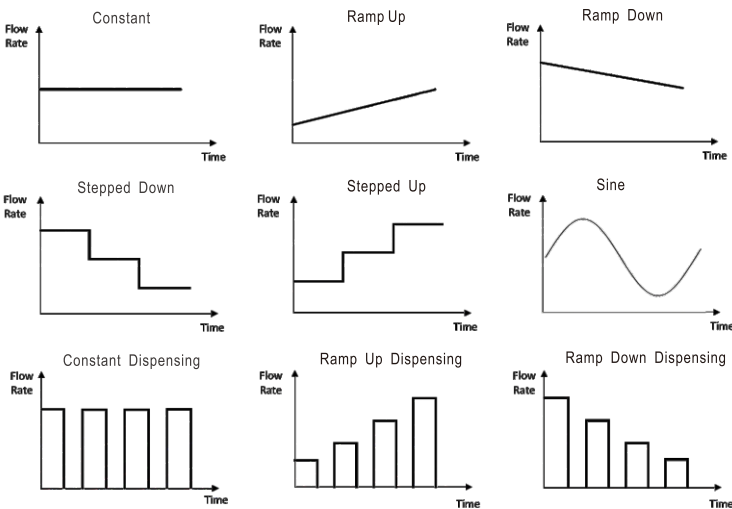 Constant
Flow
Rate
Time
Ramp Up
Flow
Rate
Time
Ramp Down
Flow
Rate
Time
Stepped Down
Flow
Rate
Time
Stepped Up
Flow
Rate
Time
Sine
Flow
Rate
Time
Constant Dispensing
Flow
Rate
Time
Ramp Up Dispensing
Flow
Rate
Time
Ramp Down Dispensing
Flow
Rate
Time